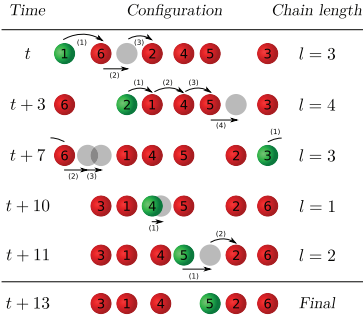 Time Configuration Chain length
(1) (3)
t 1 6 2 4 5 3 l = 3
(2)
(1) (2) (3)
t + 3 6 2 1 4 5 3 l = 4
(4)
(1)
t + 7 6 1 4 5 2 3 l = 3
(2) (3)
t + 10 3 1 4 5 2 6 l = 1
(1)
(2)
t + 11 3 1 4 5 2 6 l = 2
(1)
t + 13 3 1 4 5 2 6 Final